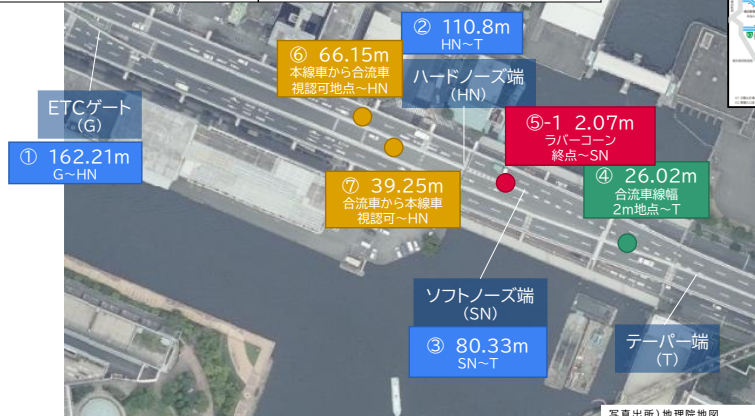 ② 110.8m
HN~T
⑥ 66.15m
本線車から合流車
視認可地点~HN
ハードノーズ端
(HN)
ETCゲート
(G)
① 162.21m
G~HN
⑤-1 2.07m
ラバーコーン
終点~SN
④ 26.02m
合流車線幅
2m地点~T
⑦ 39.25m
合流車から本線車
視認可~HN
ソフトノーズ端
(SN)
③ 80.33m
SN~T
テーパー端
(T)
写真出所)地理院地図